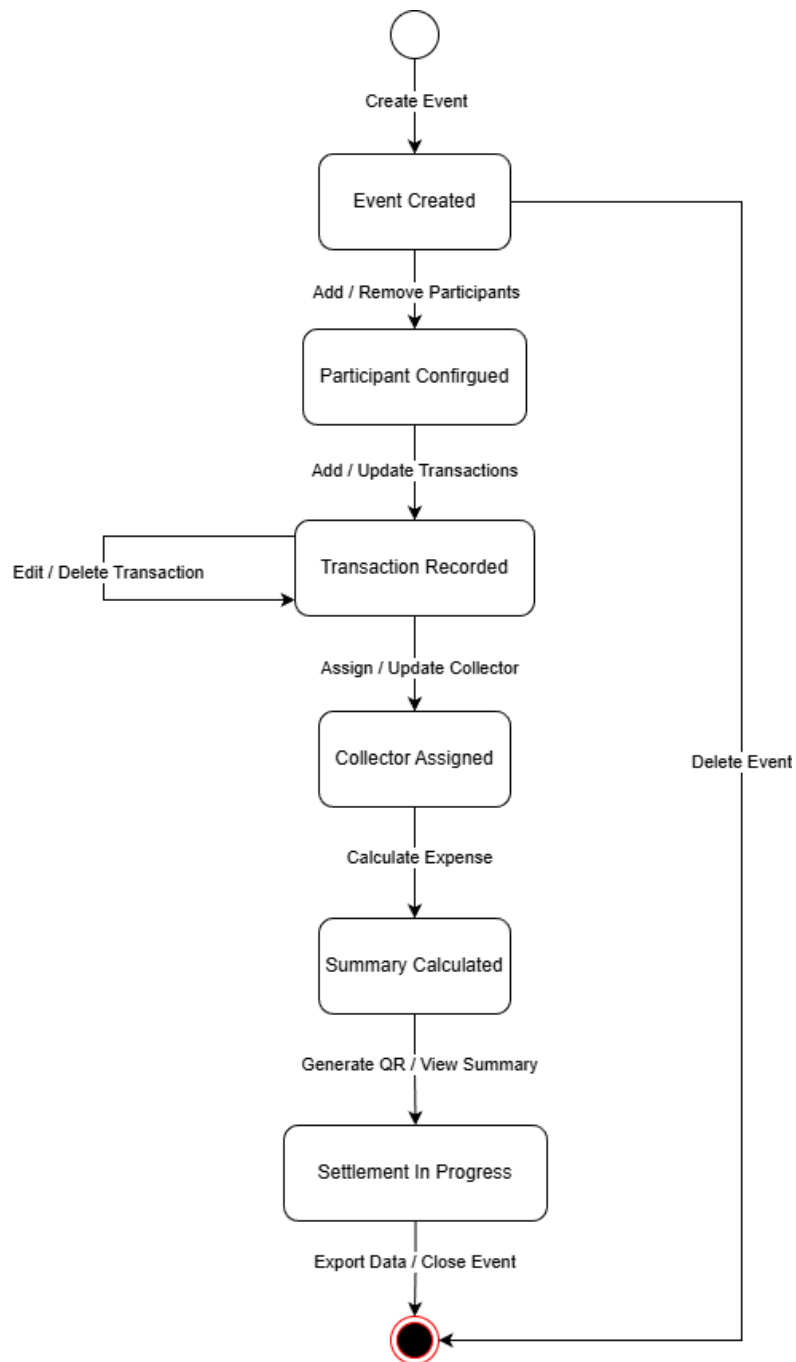 Create Event
Event Created
Add / Remove Participants
Participant Confirgued
Add / Update Transactions
Edit / Delete Transaction
Transaction Recorded
Assign / Update Collector
Collector Assigned
Delete Event
Calculate Expense
Summary Calculated
Generate QR / View Summary
Settlement In Progress
Export Data / Close Event